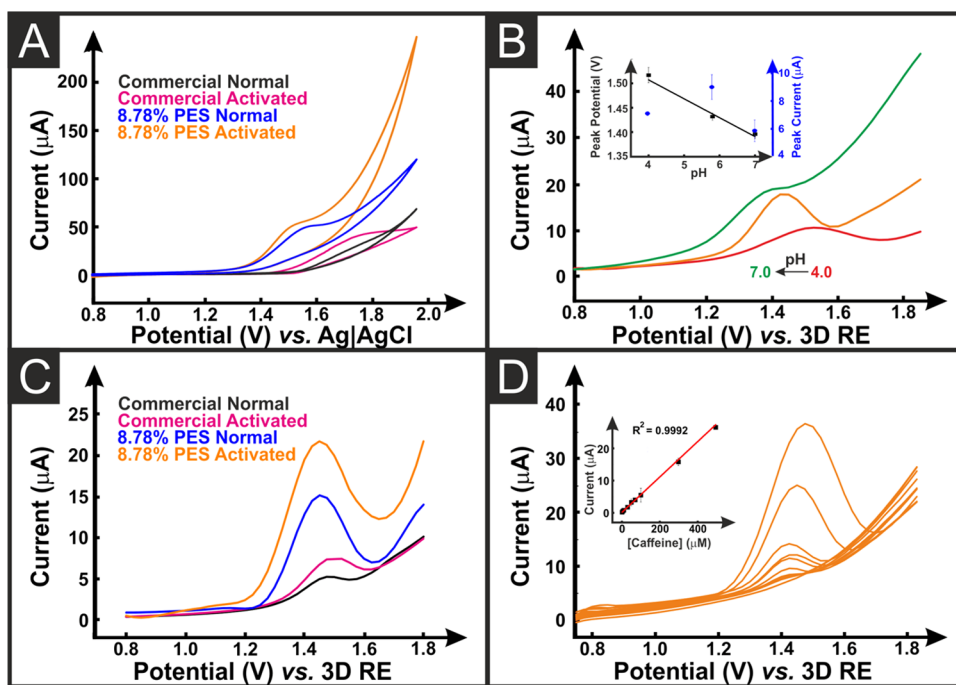 A
Current (μA)
200
150
100
50
0
Commercial Normal
Commercial Activated
8.78% PES Normal
8.78% PES Activated
0.8 1.0 1.2 1.4 1.6 1.8 2.0
Potential (V) vs. Ag|AgCl
B
Current (μA)
50
40
30
20
10
0
Peak Potential (V)
1.50
1.45
1.40
1.35
4 5 6 7
pH
10
8
6
4
Peak Current (μA)
pH
7.0 4.0
0.8 1.0 1.2 1.4 1.6 1.8
Potential (V) vs. 3D RE
C
Current (μA)
25
20
15
10
5
0
Commercial Normal
Commercial Activated
8.78% PES Normal
8.78% PES Activated
0.8 1.0 1.2 1.4 1.6 1.8
Potential (V) vs. 3D RE
D
Current (μA)
40
30
20
10
0
R² = 0.9992
Current (μA)
20
10
0
0 200 400
[Caffeine] (μM)
0.8 1.0 1.2 1.4 1.6 1.8
Potential (V) vs. 3D RE